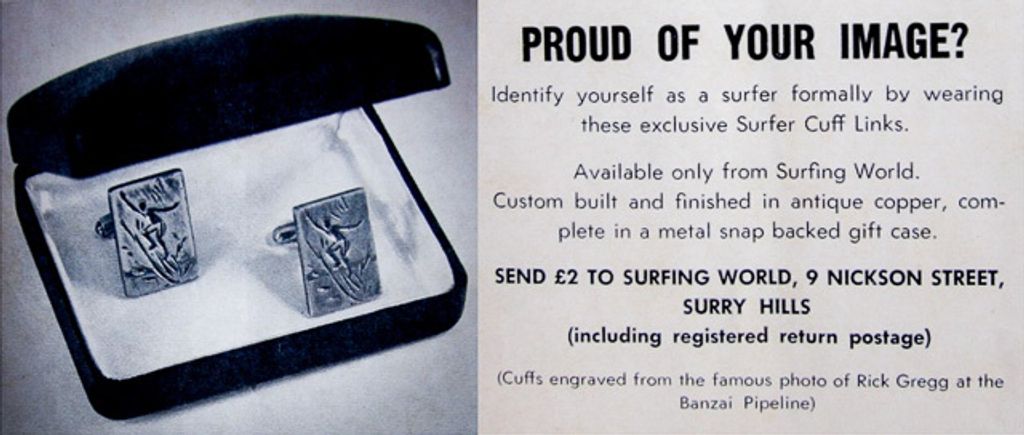 PROUD OF YOUR IMAGE?
Identify yourself as a surfer formally by wearing
these exclusive Surfer Cuff Links.
Available only from Surfing World.
Custom built and finished in antique copper, com-
plete in a metal snap backed gift case.
SEND £2 TO SURFING WORLD, 9 NICKSON STREET,
SURRY HILLS
(including registered return postage)
(Cuffs engraved from the famous photo of Rick Gregg at the
Banzai Pipeline)